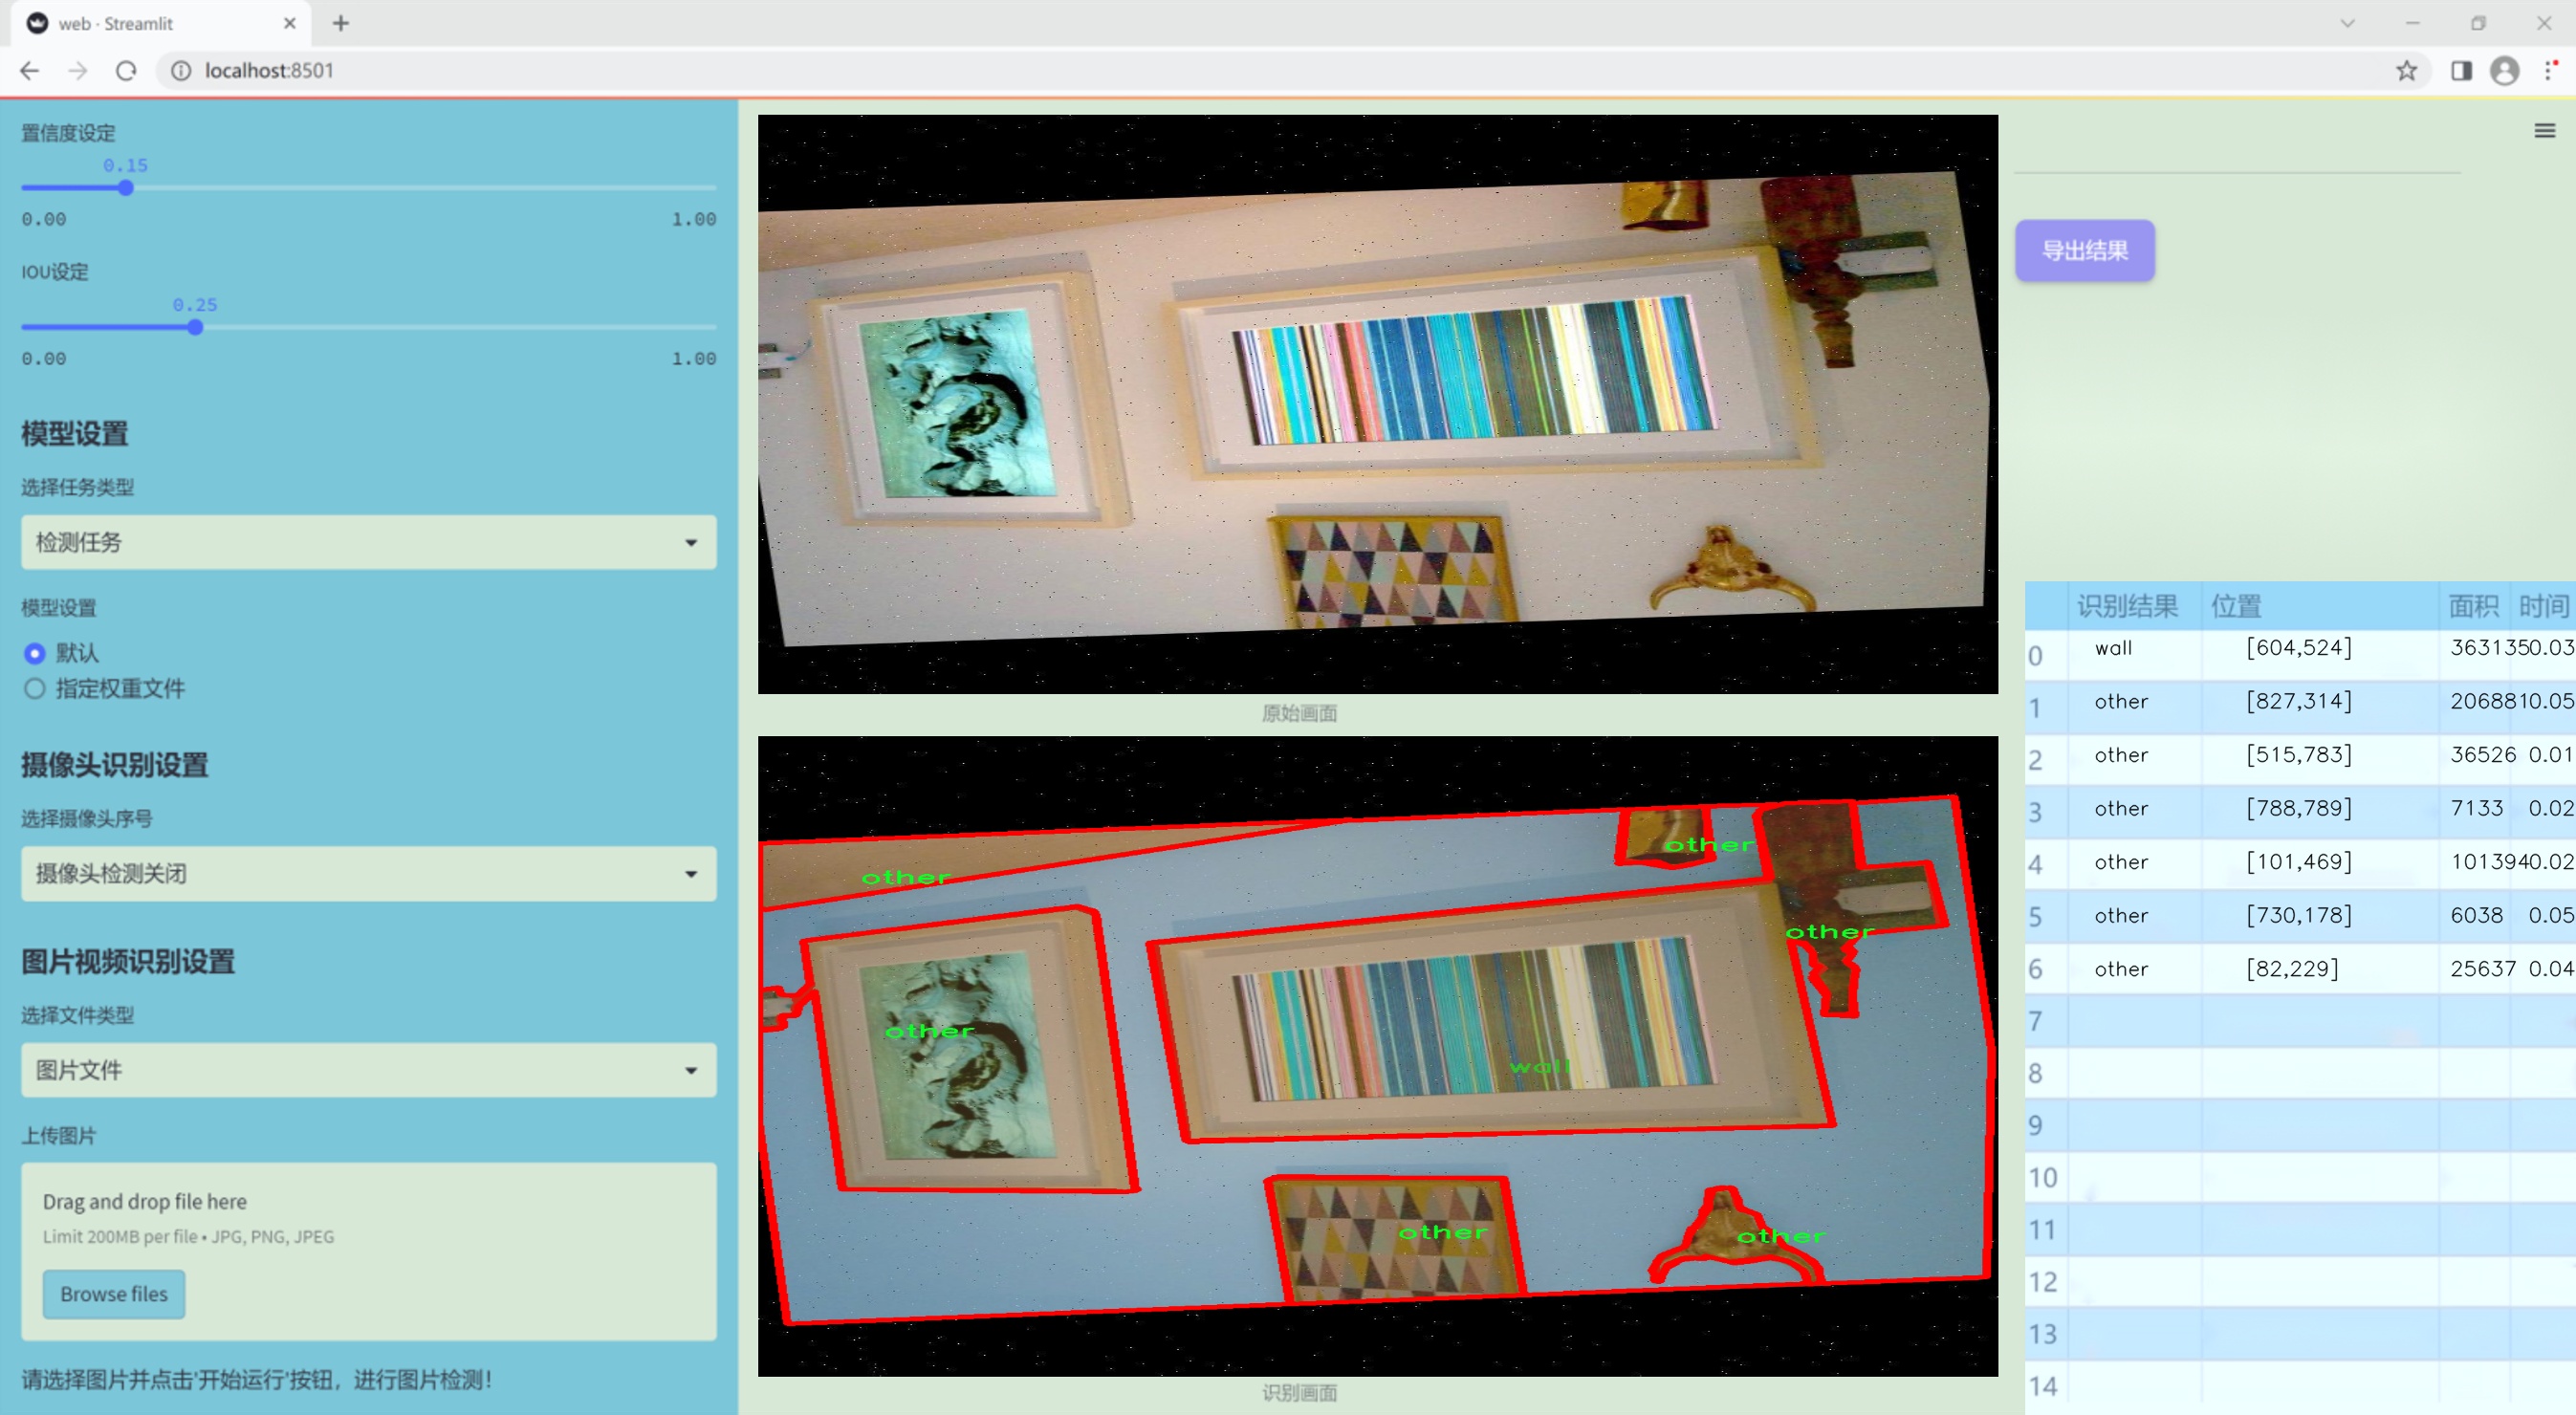 web · Streamlit
localhost:8501
置信度设定
0.15
0.00 1.00
IOU设定
0.25
0.00 1.00
模型设置
选择任务类型
检测任务
模型设置
默认
指定权重文件
摄像头识别设置
选择摄像头序号
摄像头检测关闭
图片视频识别设置
选择文件类型
图片文件
上传图片
Drag and drop file here
Limit 200MB per file • JPG, PNG, JPEG
Browse files
请选择图片并点击'开始运行'按钮，进行图片检测！
原始画面
other
other
other
other
wall
other
other
识别画面
导出结果
识别结果 位置 面积 时间
0 wall [604,524] 3631350.03
1 other [827,314] 2068810.05
2 other [515,783] 36526 0.01
3 other [788,789] 7133 0.02
4 other [101,469] 1013940.02
5 other [730,178] 6038 0.05
6 other [82,229] 25637 0.04
7
8
9
10
11
12
13
14